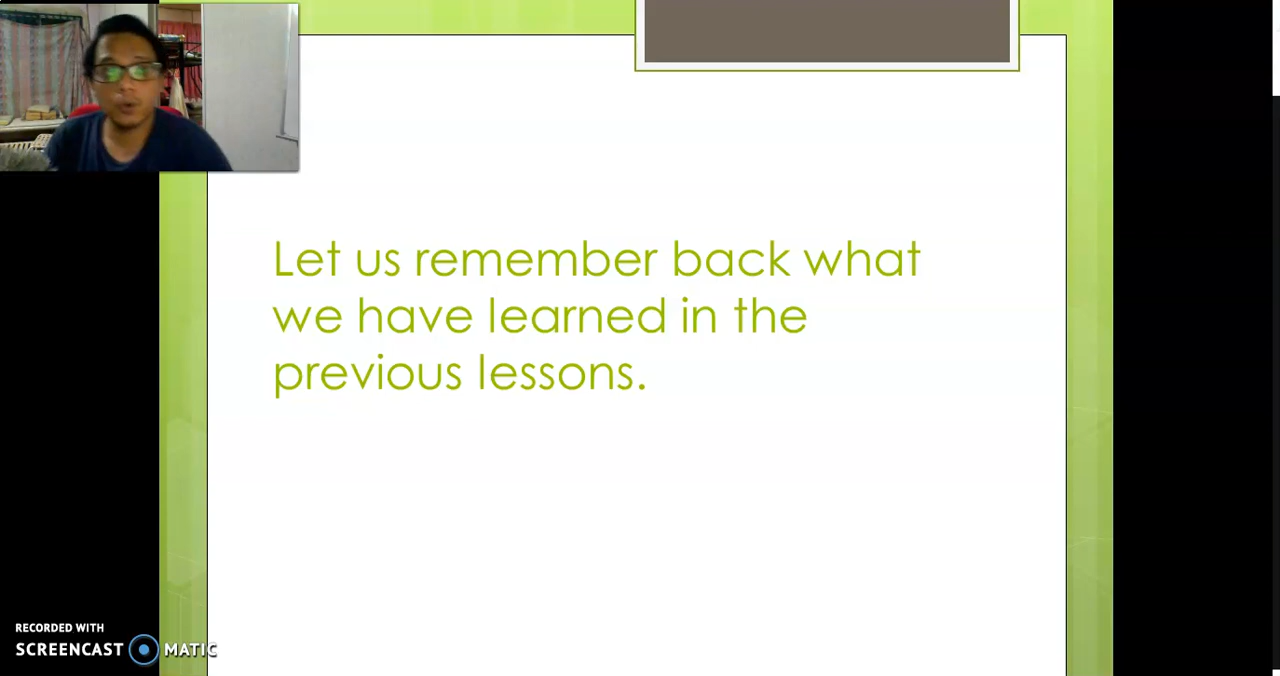 Let us remember back what
we have learned in the
previous lessons.
RECORDED WITH
SCREENCAST MATIC